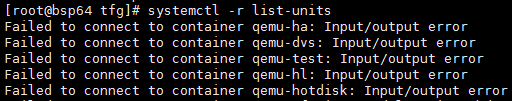 [root@bsp64 tfg]# systemctl -r list-units
Failed to connect to container qemu-ha: Input/output error
Failed to connect to container qemu-dvs: Input/output error
Failed to connect to container qemu-test: Input/output error
Failed to connect to container qemu-hl: Input/output error
Failed to connect to container qemu-hotdisk: Input/output error